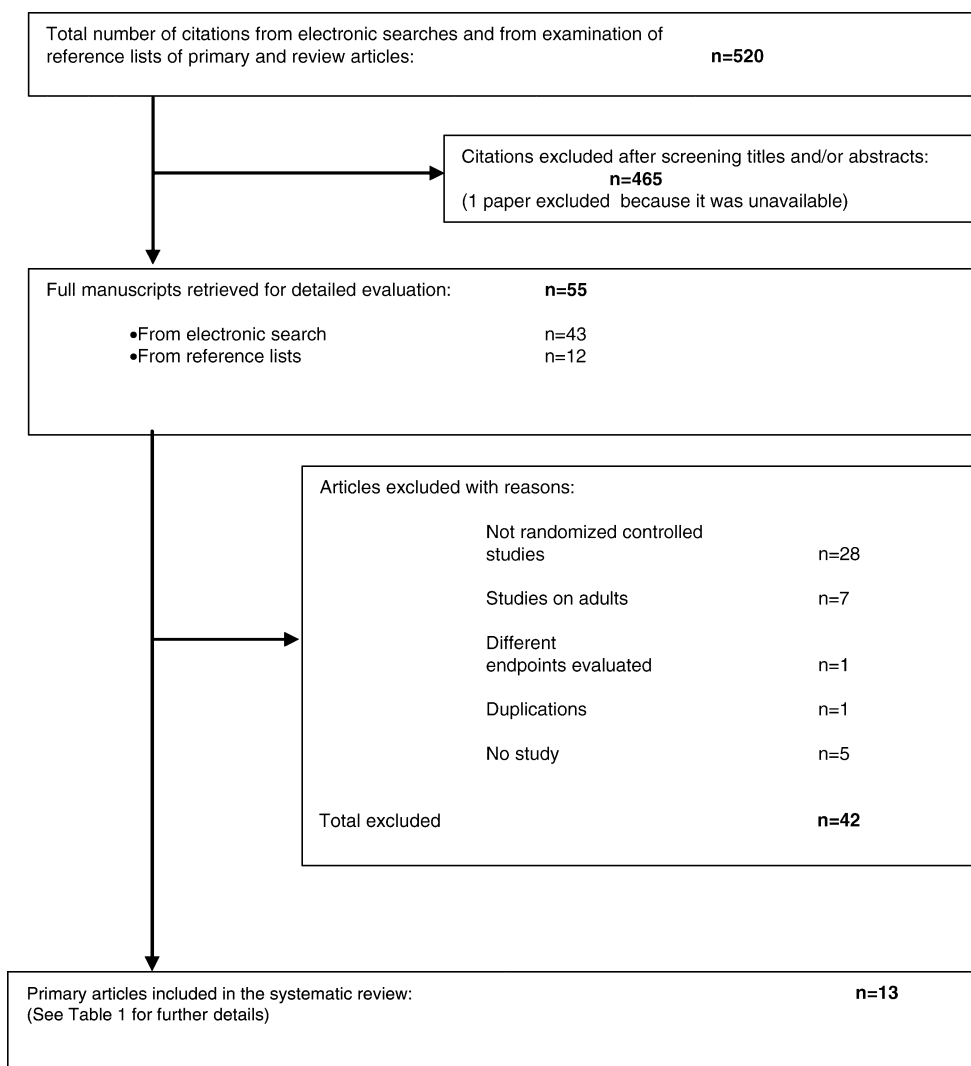 Total number of citations from electronic searches and from examination of
reference lists of primary and review articles: n=520
Citations excluded after screening titles and/or abstracts:
n=465
(1 paper excluded because it was unavailable)
Full manuscripts retrieved for detailed evaluation: n=55
•From electronic search n=43
•From reference lists n=12
Articles excluded with reasons:
Not randomized controlled
studies n=28
Studies on adults n=7
Different
endpoints evaluated n=1
Duplications n=1
No study n=5
Total excluded n=42
Primary articles included in the systematic review: n=13
(See Table 1 for further details)